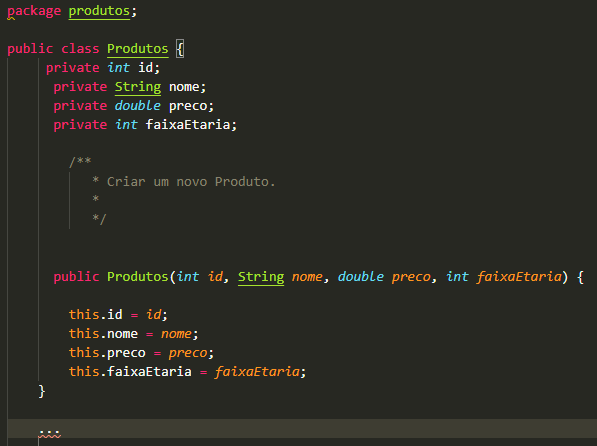 package produtos;
public class Produtos {
private int id;
private String nome;
private double preco;
private int faixaEtaria;
/**
* Criar um novo Produto.
*
*/
public Produtos(int id, String nome, double preco, int faixaEtaria) {
this.id = id;
this.nome = nome;
this.preco = preco;
this.faixaEtaria = faixaEtaria;
}
...